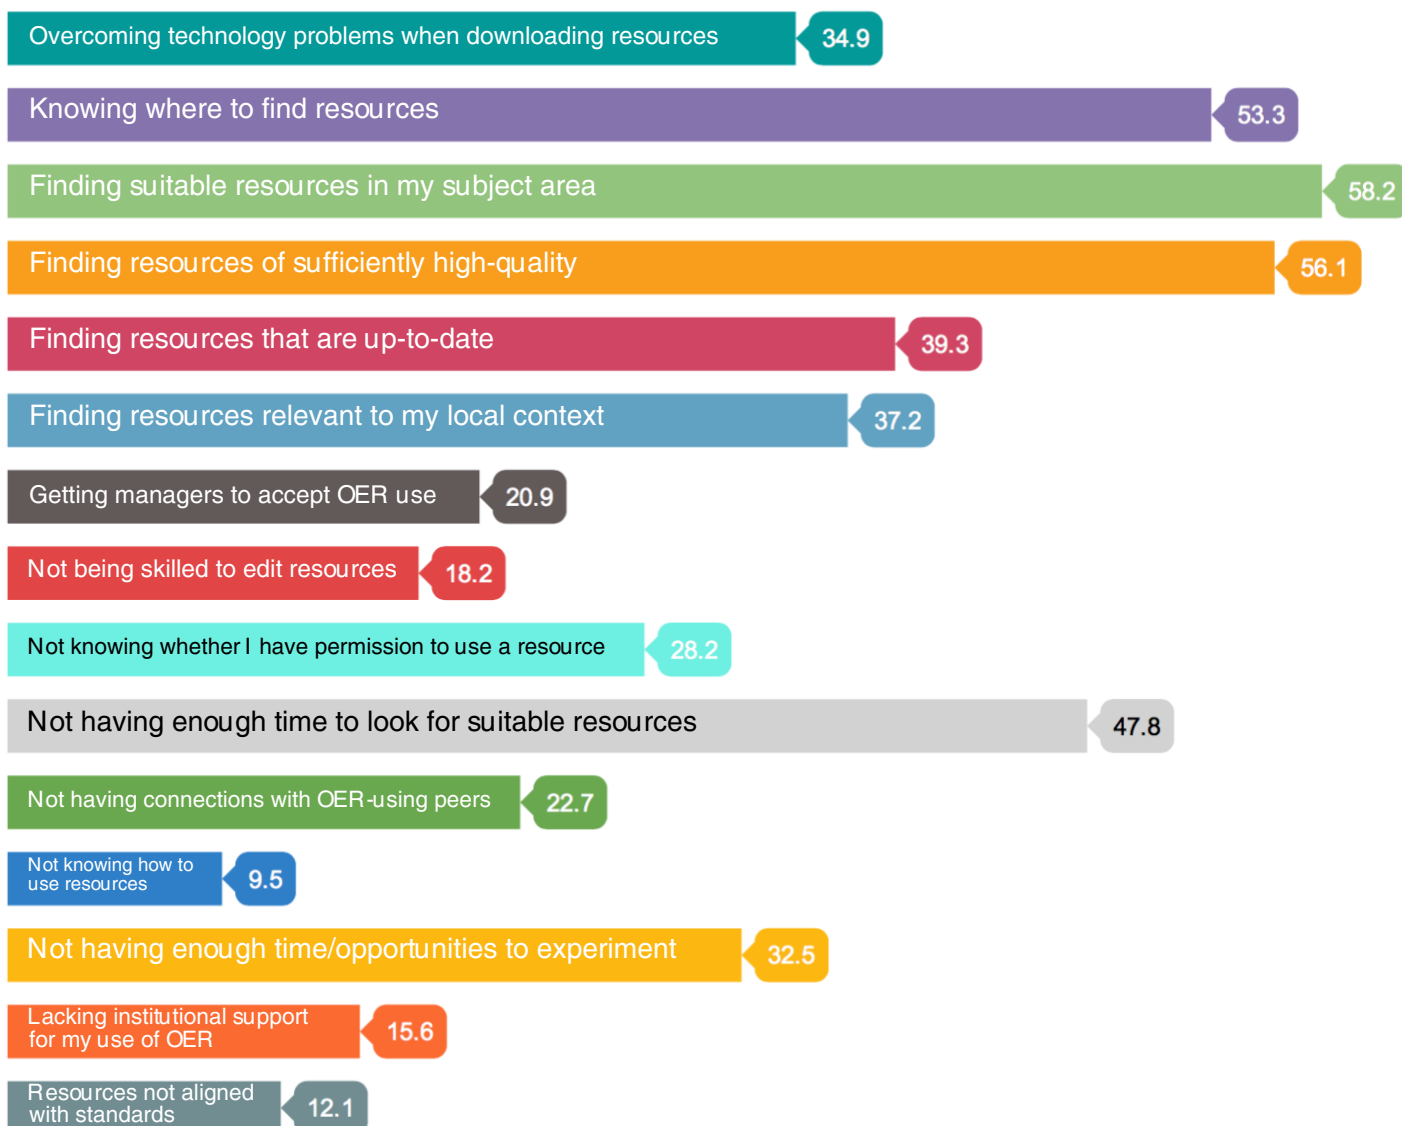 Overcoming technology problems when downloading resources 34.9
Knowing where to find resources 53.3
Finding suitable resources in my subject area 58.2
Finding resources of sufficiently high-quality 56.1
Finding resources that are up-to-date 39.3
Finding resources relevant to my local context 37.2
Getting managers to accept OER use 20.9
Not being skilled to edit resources 18.2
Not knowing whether I have permission to use a resource 28.2
Not having enough time to look for suitable resources 47.8
Not having connections with OER-using peers 22.7
Not knowing how to
use resources 9.5
Not having enough time/opportunities to experiment 32.5
Lacking institutional support
for my use of OER 15.6
Resources not aligned
with standards 12.1